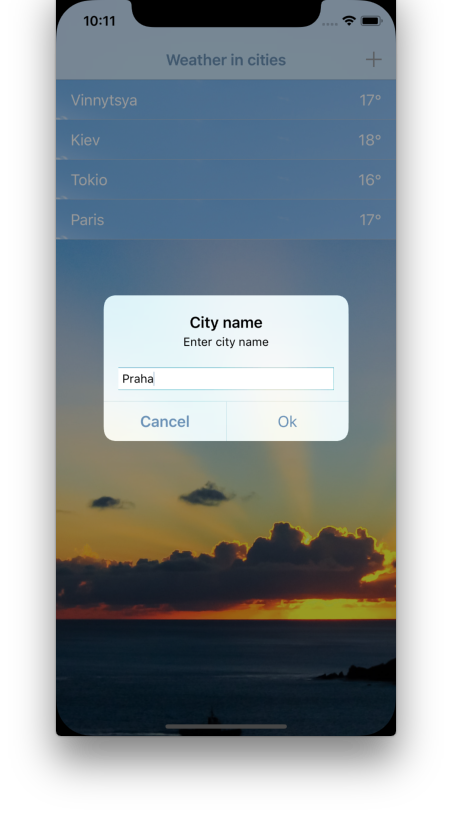 10:11
Weather in cities +
Vinnytsya 17°
Kiev 18°
Tokio 16°
Paris 17°
City name
Enter city name
Praha
Cancel Ok